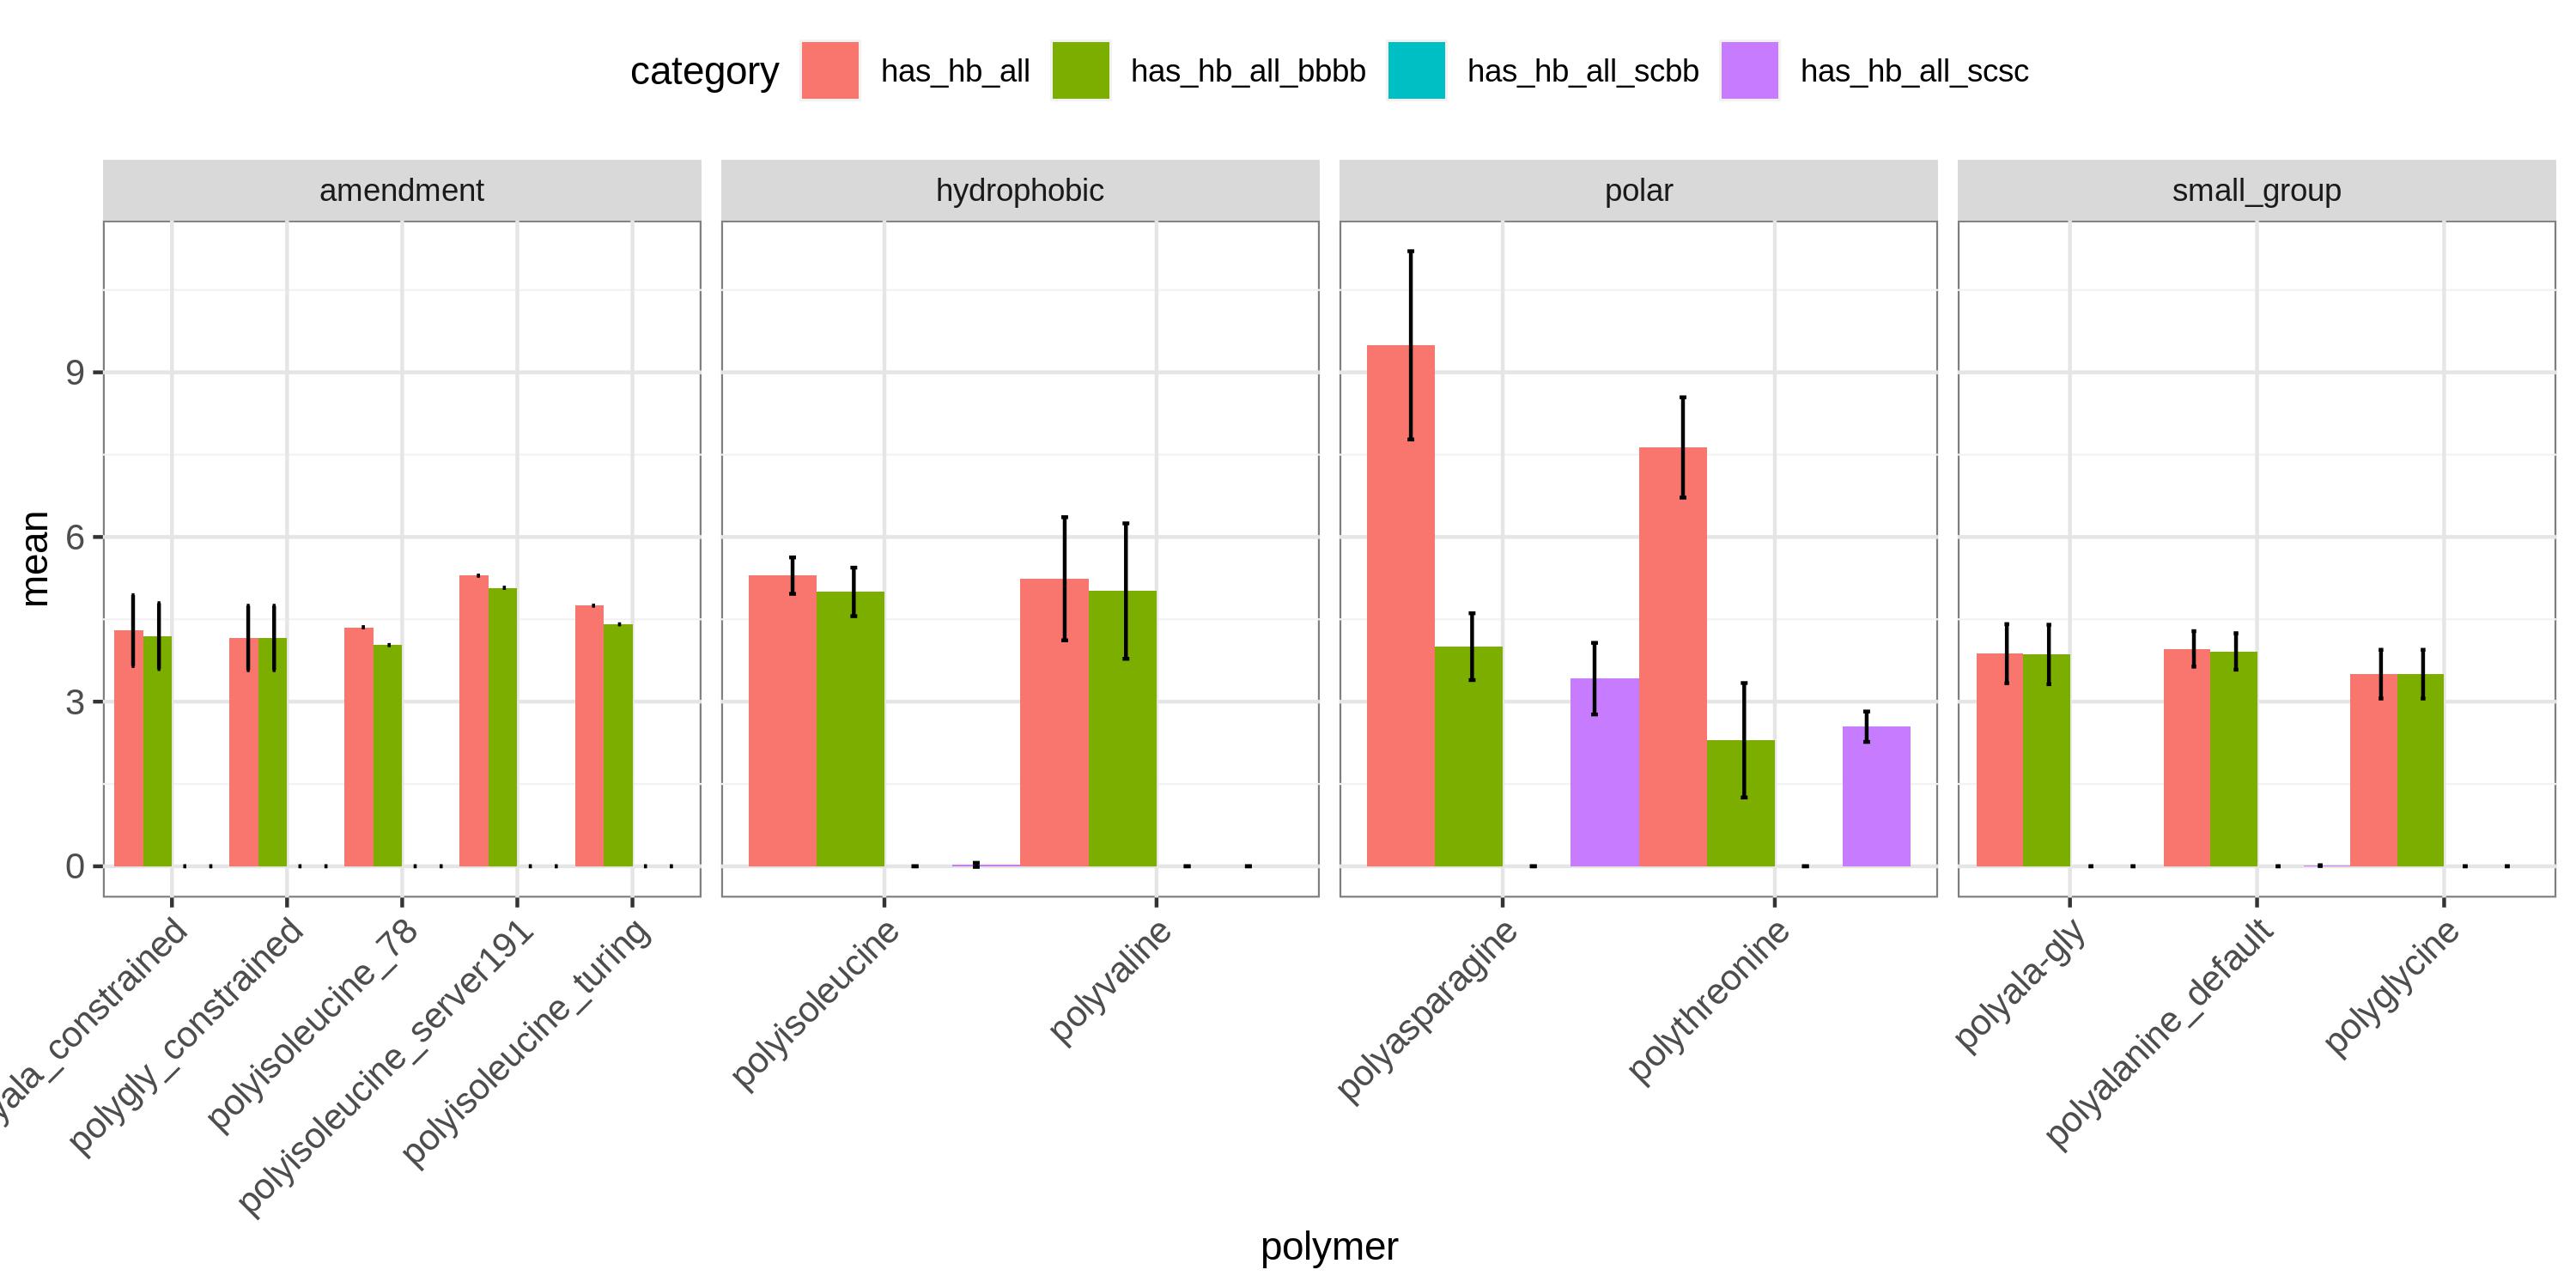 category has_hb_all has_hb_all_bbbb has_hb_all_scbb has_hb_all_scsc
amendment hydrophobic polar small_group
mean
9
6
3
0
yala_constrained
polygly_constrained
polyisoleucine_78
polyisoleucine_server191
polyisoleucine_turing
polyisoleucine
polyvaline
polyasparagine
polythreonine
polyala-gly
polyalanine_default
polyglycine
polymer